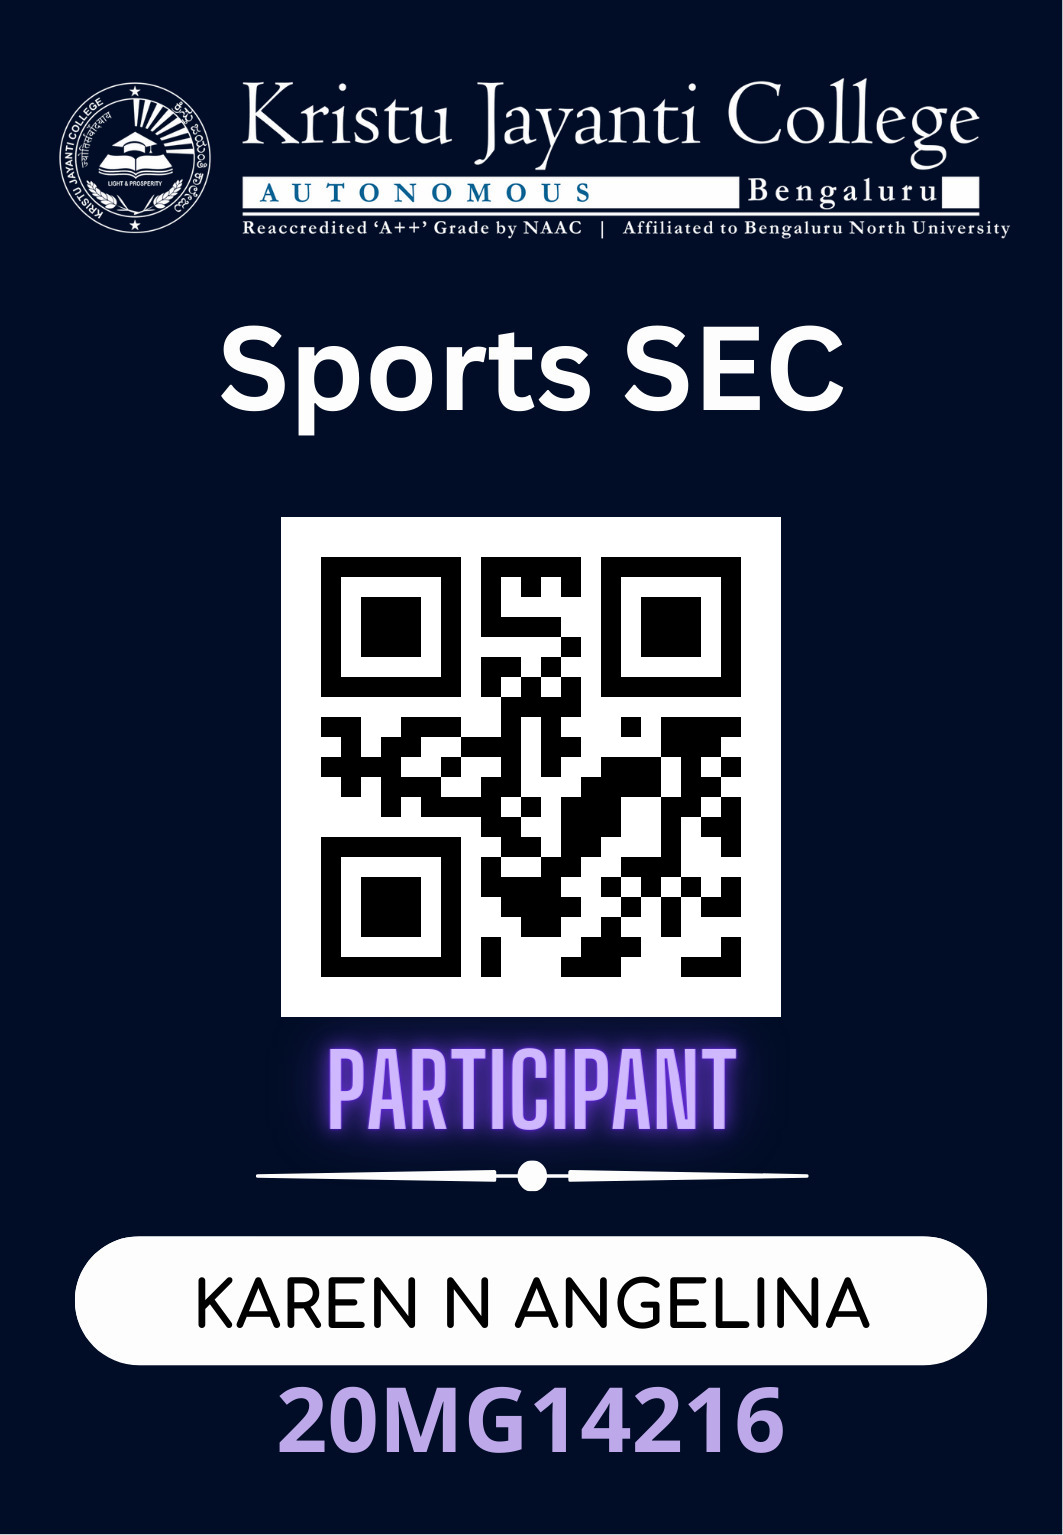 KRISTU JAYANTI COLLEGE
ज्योतिसंवादयाय
LIGHT & PROSPERITY
Kristu Jayanti College
AUTONOMOUS Bengaluru
Reaccredited ‘A++’ Grade by NAAC | Affiliated to Bengaluru North University
Sports SEC
PARTICIPANT
KAREN N ANGELINA
20MG14216